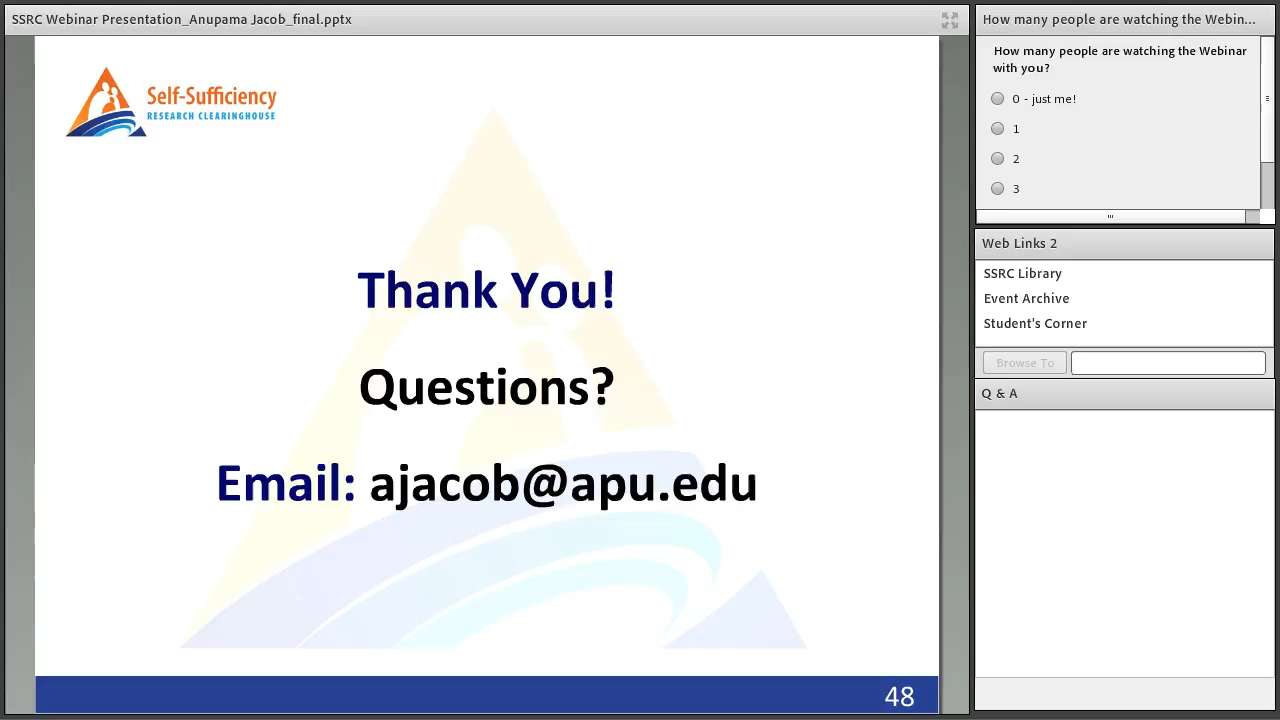 SSRC Webinar Presentation_Anupama Jacob_final.pptx
Self-Sufficiency
RESEARCH CLEARINGHOUSE
Thank You!
Questions?
Email: ajacob@apu.edu
48
How many people are watching the Webin...
How many people are watching the Webinar
with you?
0 - just me!
1
2
3
Web Links 2
SSRC Library
Event Archive
Student's Corner
Browse To
Q & A